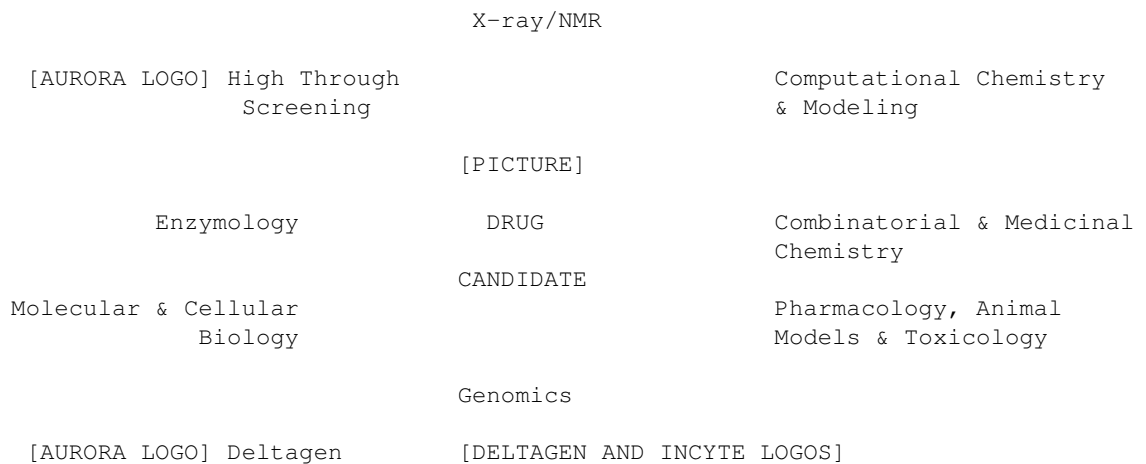 X-ray/NMR
[AURORA LOGO] High Through Computational Chemistry
Screening & Modeling
[PICTURE]
Enzymology DRUG Combinatorial & Medicinal
Chemistry
CANDIDATE
Molecular & Cellular Pharmacology, Animal
Biology Models & Toxicology
Genomics
[AURORA LOGO] Deltagen [DELTAGEN AND INCYTE LOGOS]